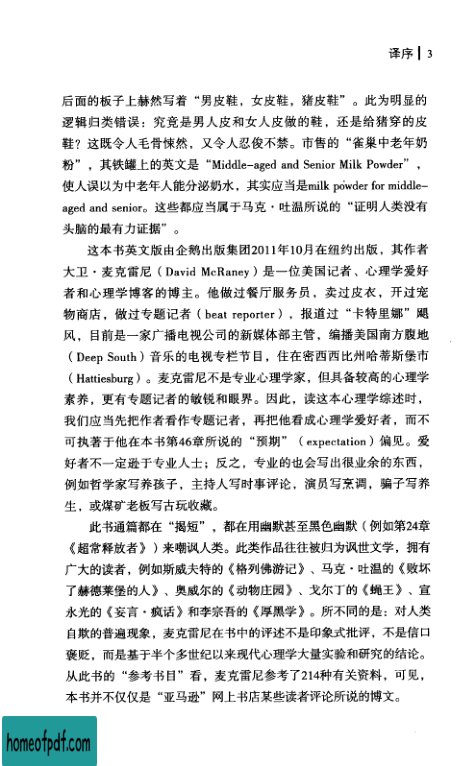 译序 | 3
后面的板子上赫然写着“男皮鞋，女皮鞋，猪皮鞋”。此为明显的
逻辑归类错误：究竟是男人皮和女人皮做的鞋，还是给猪穿的皮
鞋？这既令人毛骨悚然，又令人忍俊不禁。市售的“雀巢中老年奶
粉”，其铁罐上的英文是“Middle-aged and Senior Milk Powder”，
使人误以为中老年人能分泌奶水，其实应当是milk powder for middle-
aged and senior。这些都应当属于马克·吐温所说的“证明人类没有
头脑的最有力证据”。
这本书英文版由企鹅出版集团2011年10月在纽约出版，其作者
大卫·麦克雷尼（David McRaney）是一位美国记者、心理学爱好
者和心理学博客的博主。他做过餐厅服务员，卖过皮衣，开过宠
物商店，做过专题记者（beat reporter），报道过“卡特里娜”飓
风，目前是一家广播电视公司的新媒体部主管，编播美国南方腹地
（Deep South）音乐的电视专栏节目，住在密西西比州哈蒂斯堡市
（Hattiesburg）。麦克雷尼不是专业心理学家，但具备较高的心理学
素养，更有专题记者的敏锐和眼界。因此，读这本心理学综述时，
我们应当先把作者看作专题记者，再把他看成心理学爱好者，而不
可执著于他在本书第46章所说的“预期”（expectation）偏见。爱
好者不一定逊于专业人士；反之，专业的也会写出很业余的东西，
例如哲学家写养孩子，主持人写时事评论，演员写烹调，骗子写养
生，或煤矿老板写古玩收藏。
此书通篇都在“揭短”，都在用幽默甚至黑色幽默（例如第24章
《超常释放者》）来嘲讽人类。此类作品往往被归为讽世文学，拥有
广大的读者，例如斯威夫特的《格列佛游记》、马克·吐温的《败坏
了赫德莱堡的人》、奥威尔的《动物庄园》、戈尔丁的《蝇王》、宣
永光的《妄言·疯话》和李宗吾的《厚黑学》。所不同的是：对人类
自欺的普遍现象，麦克雷尼在书中的评述不是印象式批评，不是信口
褒贬，而是基于半个多世纪以来现代心理学大量实验和研究的结论。
从此书的“参考书目”看，麦克雷尼参考了214种有关资料，可见，
本书并不仅仅是“亚马逊”网上书店某些读者评论所说的博文。
homeofpdf.com